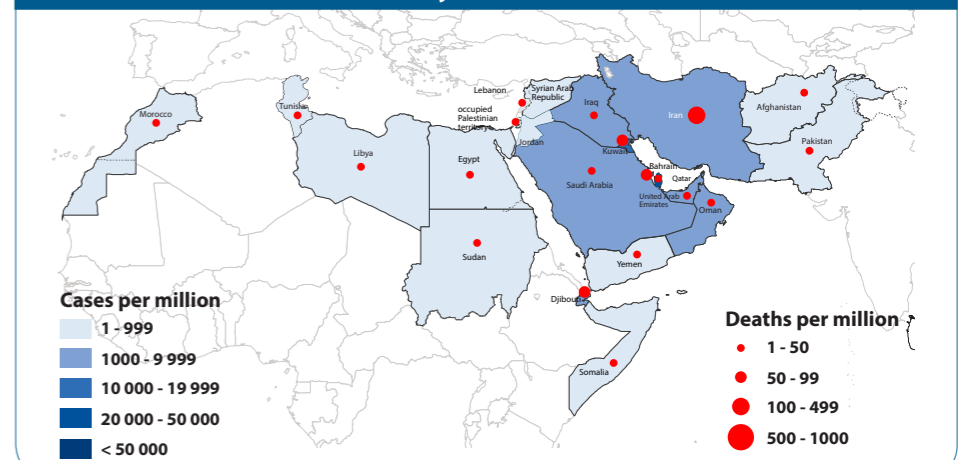 Morocco
Tunisia
Libya
Egypt
Sudan
Lebanon
occupied
Palestinian
territory
Syrian Arab
Republic
Jordan
Iraq
Kuwait
Iran
Saudi Arabia
Bahrain
Qatar
United Arab
Emirates
Oman
Yemen
Djibouti
Somalia
Afghanistan
Pakistan
Cases per million
1 - 999
1000 - 9 999
10 000 - 19 999
20 000 - 50 000
< 50 000
Deaths per million
1 - 50
50 - 99
100 - 499
500 - 1000